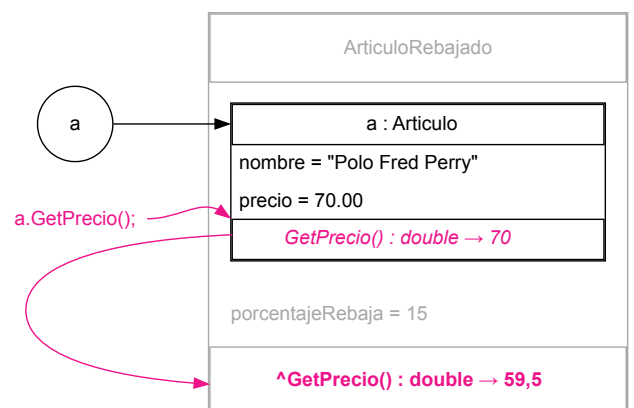 ArticuloRebajado
a
a : Articulo
nombre = "Polo Fred Perry"
precio = 70.00
a.GetPrecio();
GetPrecio() : double → 70
porcentajeRebaja = 15
^GetPrecio() : double → 59,5